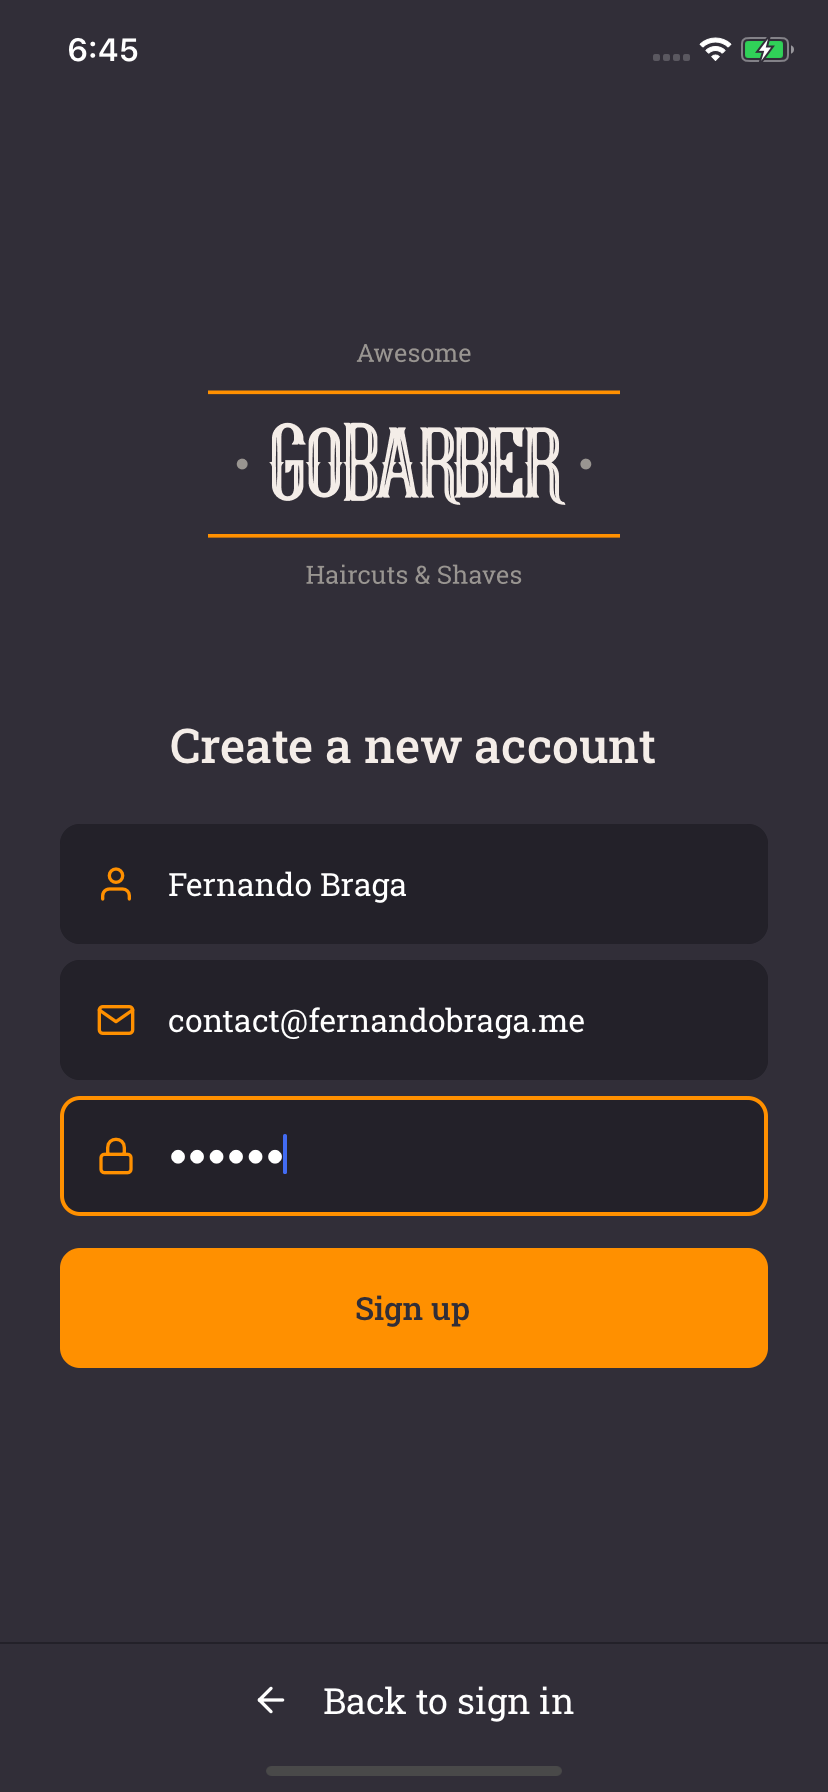 6:45
Awesome
GOBARBER
Haircuts & Shaves
Create a new account
Fernando Braga
contact@fernandobraga.me
••••••
Sign up
Back to sign in